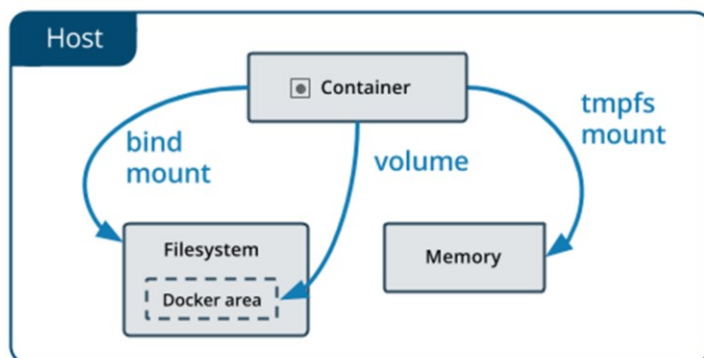 Host
Container
bind
mount
volume
tmpfs
mount
Filesystem
Docker area
Memory